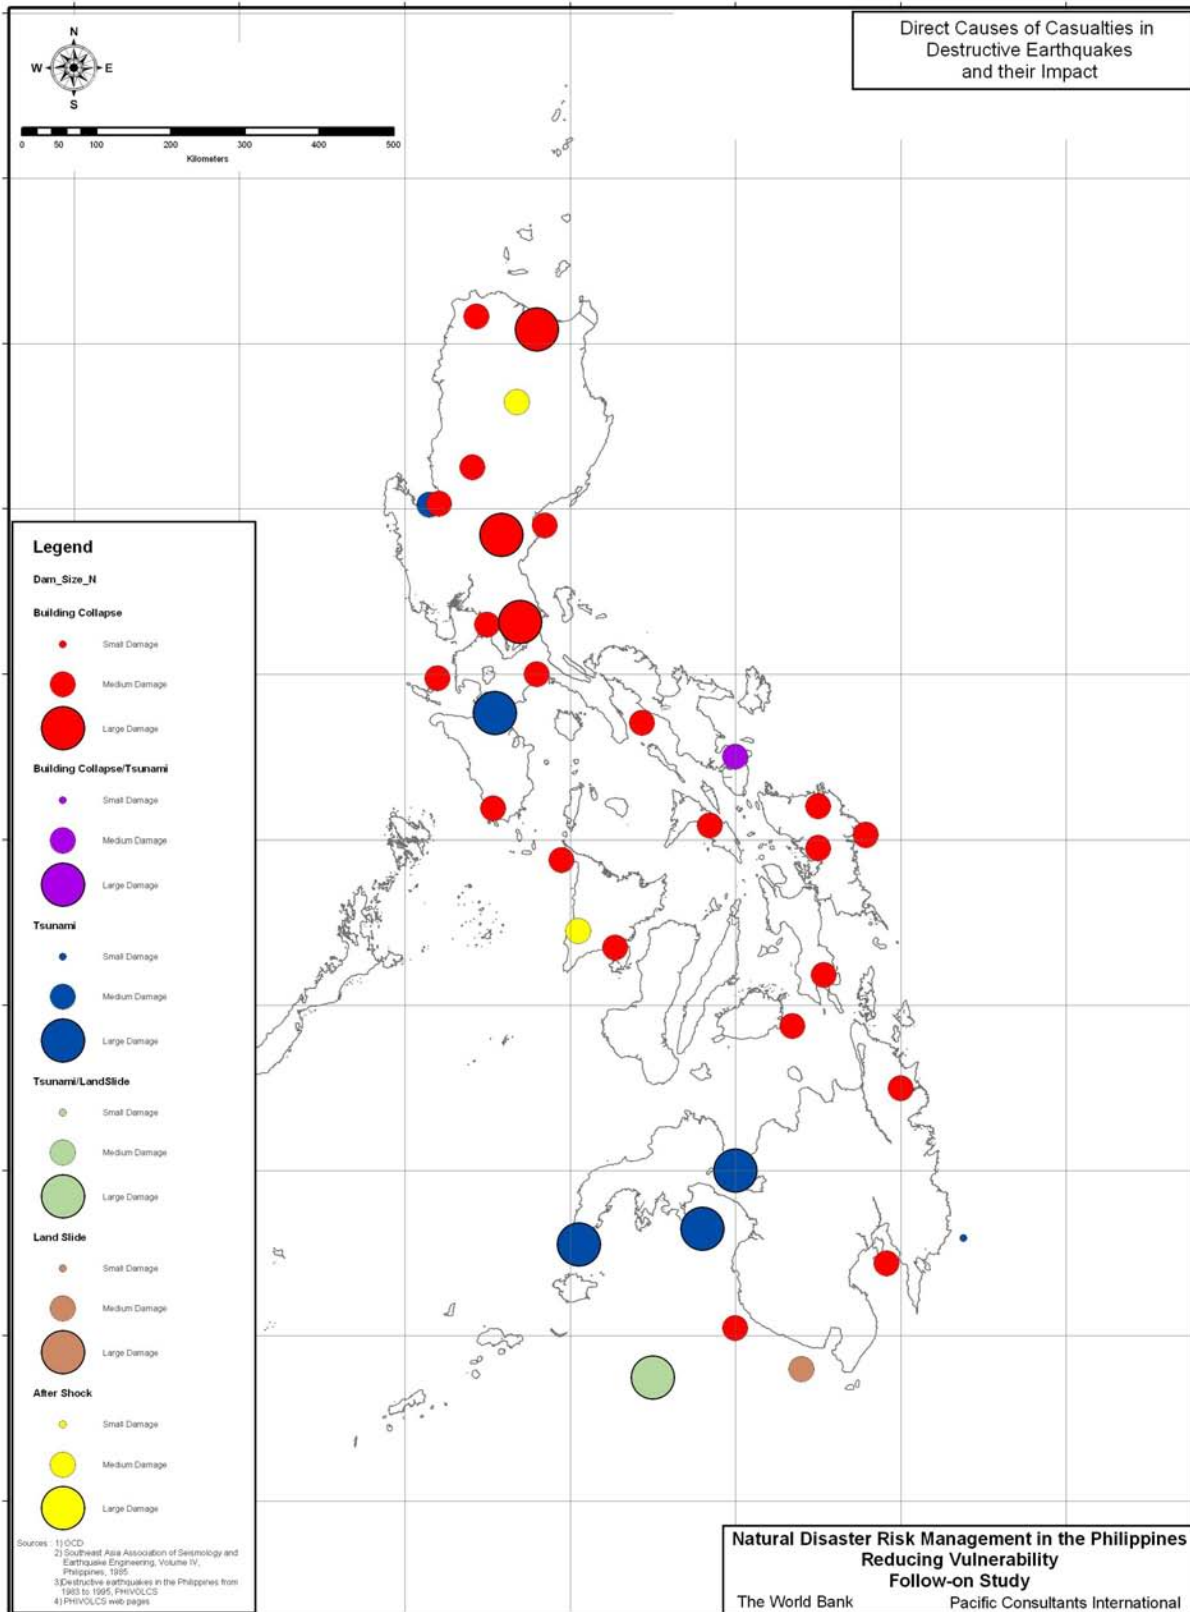 Direct Causes of Casualties in
Destructive Earthquakes
and their Impact
N
W E
S
0 50 100 200 300 400 500
Kilometers
Legend
Dam_Size_N
Building Collapse
Small Damage
Medium Damage
Large Damage
Building Collapse/Tsunami
Small Damage
Medium Damage
Large Damage
Tsunami
Small Damage
Medium Damage
Large Damage
Tsunami/LandSlide
Small Damage
Medium Damage
Large Damage
Land Slide
Small Damage
Medium Damage
Large Damage
After Shock
Small Damage
Medium Damage
Large Damage
Sources : 1) OCD
2) Southeast Asia Association of Seismology and
Earthquake Engineering, Volume IV,
Philippines, 1985
3)Destructive earthquakes in the Philippines from
1983 to 1995, PHIVOLCS
4) PHIVOLCS web pages
Natural Disaster Risk Management in the Philippines
Reducing Vulnerability
Follow-on Study
The World Bank Pacific Consultants International